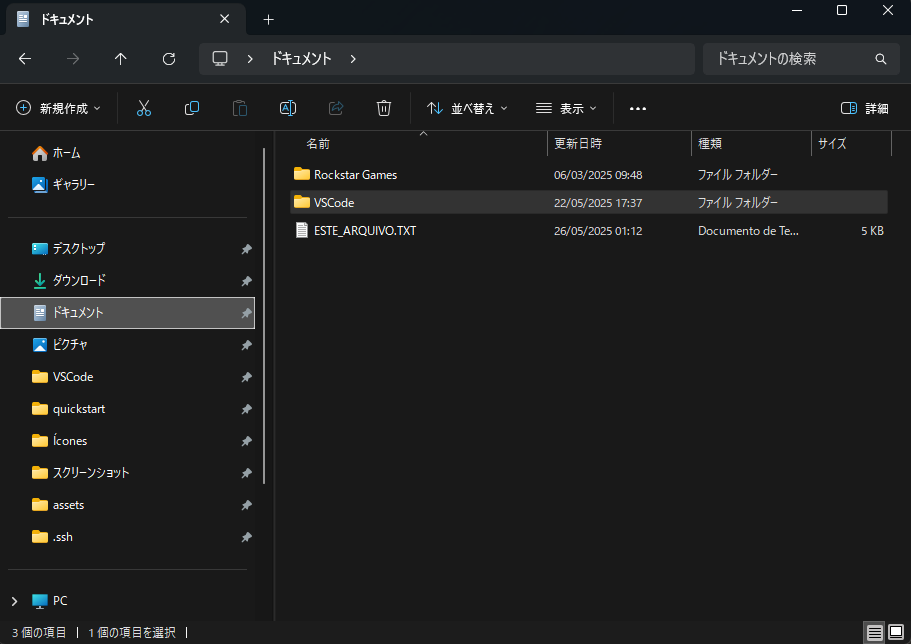 ドキュメント
ドキュメント
ドキュメントの検索
新規作成
並べ替え
表示
詳細
ホーム
ギャラリー
デスクトップ
ダウンロード
ドキュメント
ピクチャ
VSCode
quickstart
Ícones
スクリーンショット
assets
.ssh
PC
名前 更新日時 種類 サイズ
Rockstar Games 06/03/2025 09:48 ファイル フォルダー
VSCode 22/05/2025 17:37 ファイル フォルダー
ESTE_ARQUIVO.TXT 26/05/2025 01:12 Documento de Te... 5 KB
3 個の項目 1 個の項目を選択